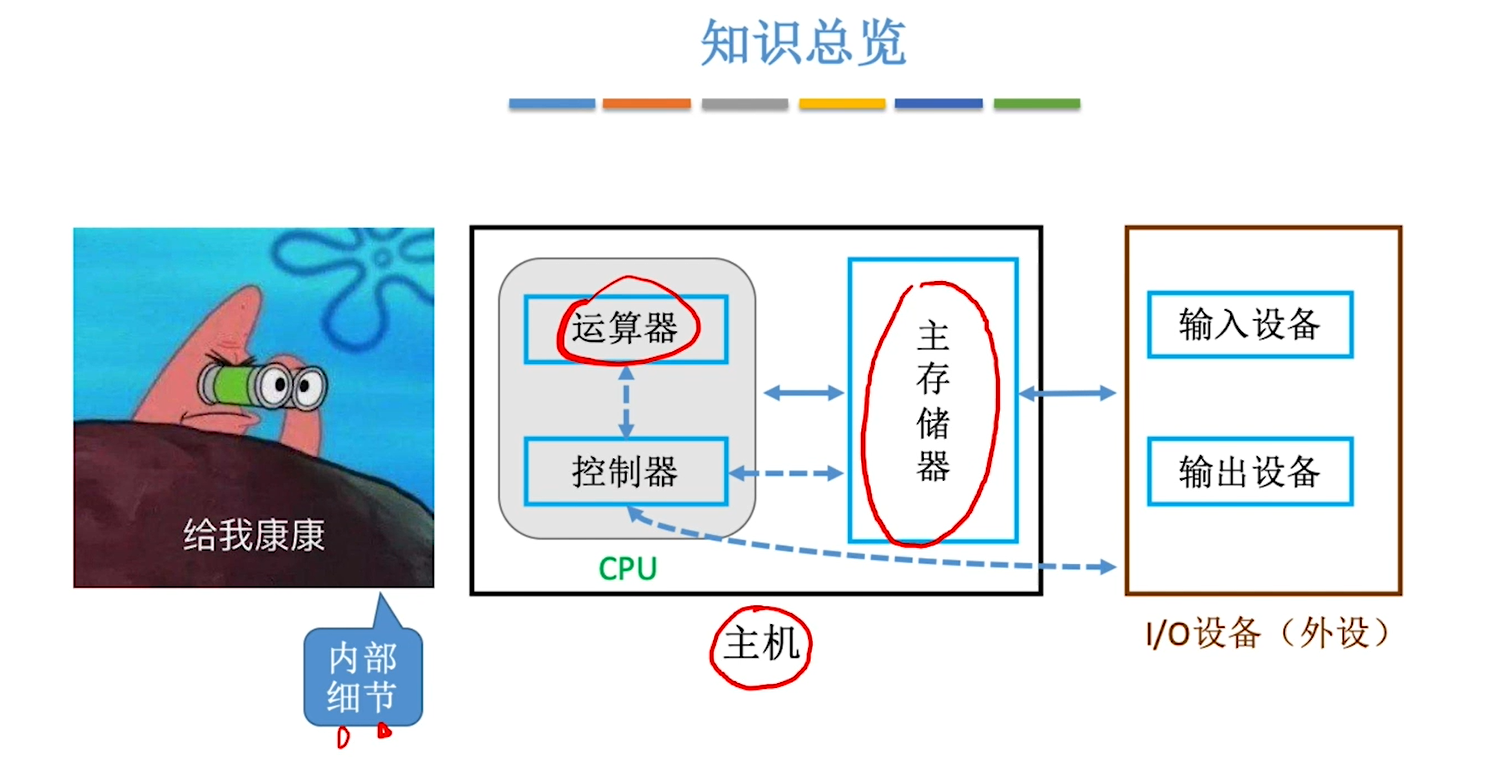 知识总览
给我康康
内部
细节
运算器
控制器
CPU
主存储器
主机
输入设备
输出设备
I/O设备（外设）